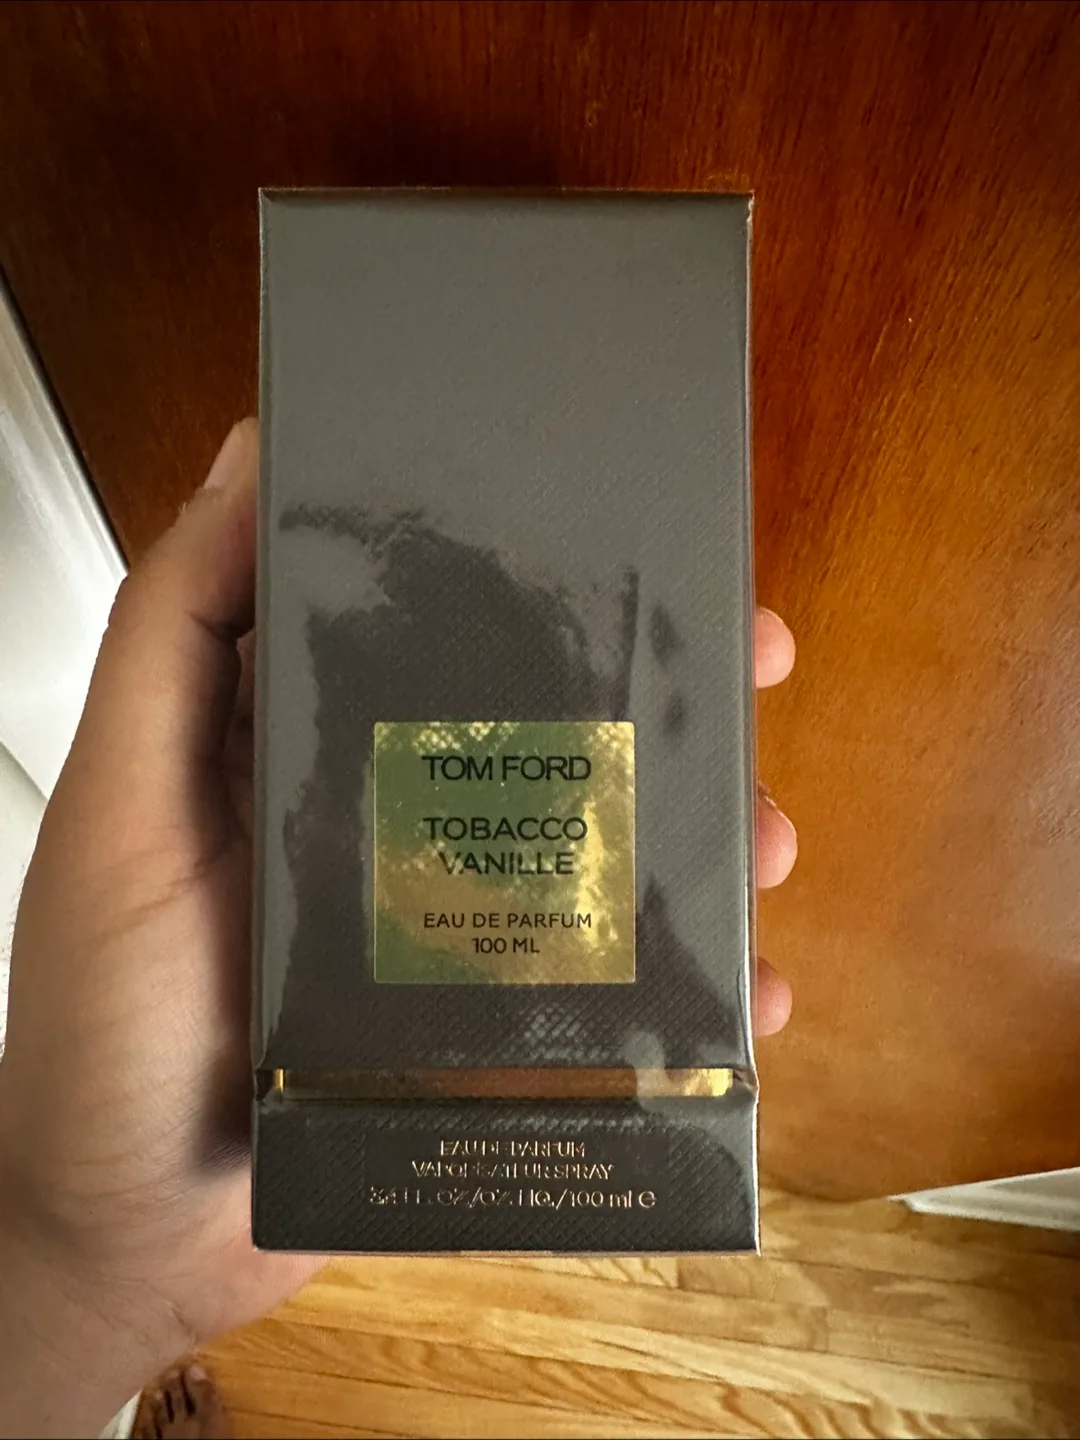 TOM FORD
TOBACCO
VANILLE
EAU DE PARFUM
100 ML
EAU DE PARFUM
VAPORISATEUR SPRAY
3.4 FL. OZ./OZ. LIQ./100 ml e